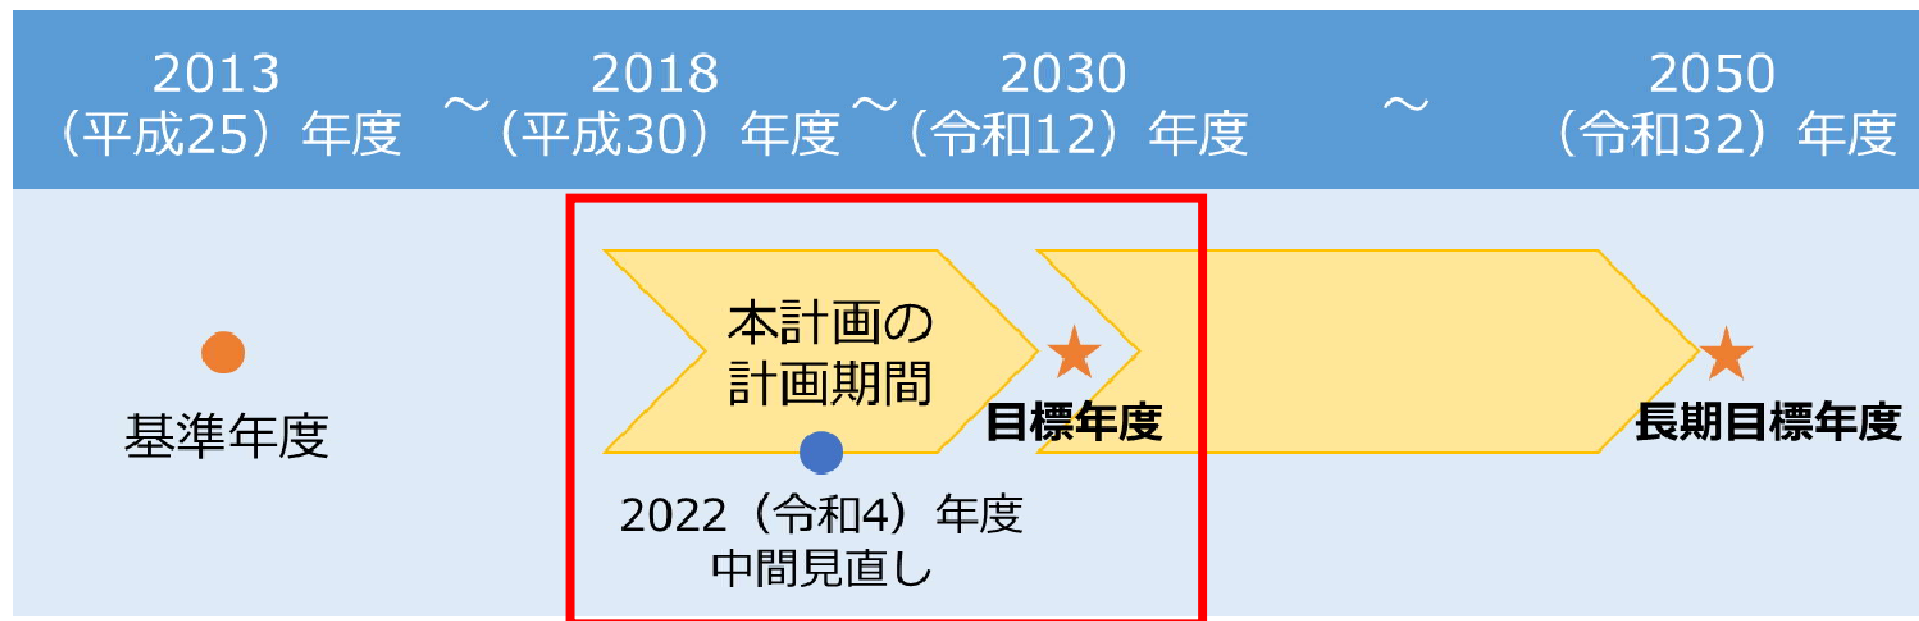 2013
（平成25）年度
～
2018
（平成30）年度
～
2030
（令和12）年度
～
2050
（令和32）年度
本計画の
計画期間
基準年度
目標年度
長期目標年度
2022（令和4）年度
中間見直し